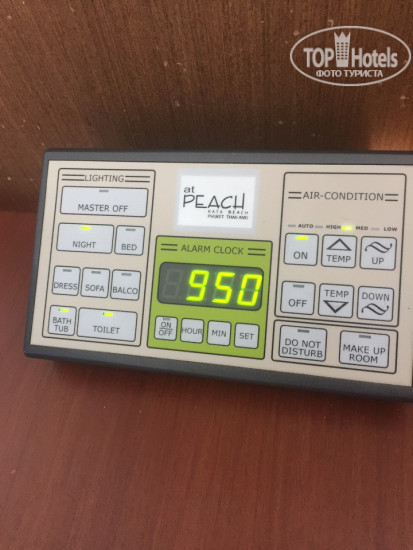 TOP Hotels
ФОТО ТУРИСТА
LIGHTING
MASTER OFF
NIGHT
BED
DRESS
SOFA
BALCO
BATH TUB
TOILET
at
PEACH
KATA BEACH
PHUKET THAILAND
ALARM CLOCK
950
ON
OFF
HOUR
MIN
SET
AIR-CONDITION
AUTO HIGH MED LOW
ON
TEMP
UP
OFF
TEMP
DOWN
DO NOT
DISTURB
MAKE UP
ROOM